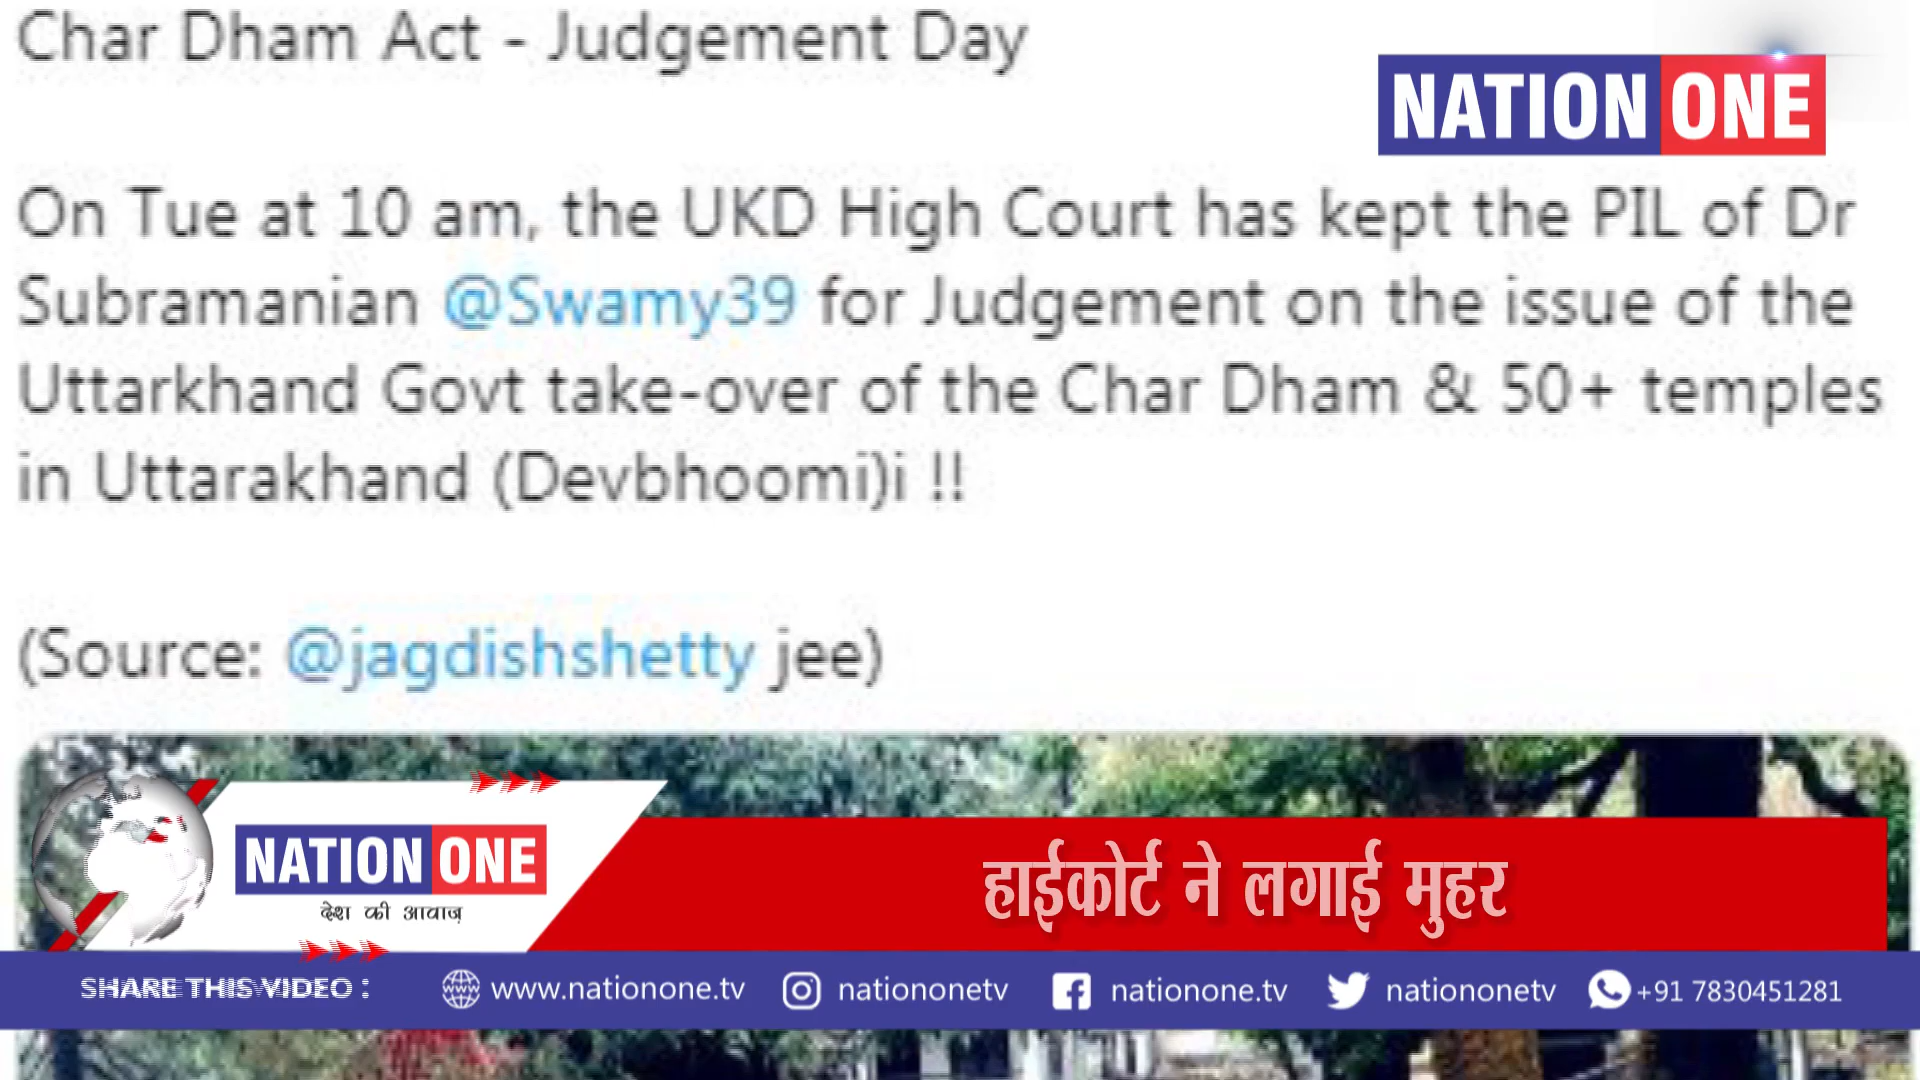 Char Dham Act - Judgement Day
NATION ONE
On Tue at 10 am, the UKD High Court has kept the PIL of Dr
Subramanian @Swamy39 for Judgement on the issue of the
Uttarkhand Govt take-over of the Char Dham & 50+ temples
in Uttarakhand (Devbhoomi)i !!
(Source: @jagdishshetty jee)
NATION ONE
देश की आवाज़
हाईकोर्ट ने लगाई मुहर
SHARE THIS VIDEO :
www.nationone.tv
nationonetv
nationone.tv
nationonetv
+91 7830451281